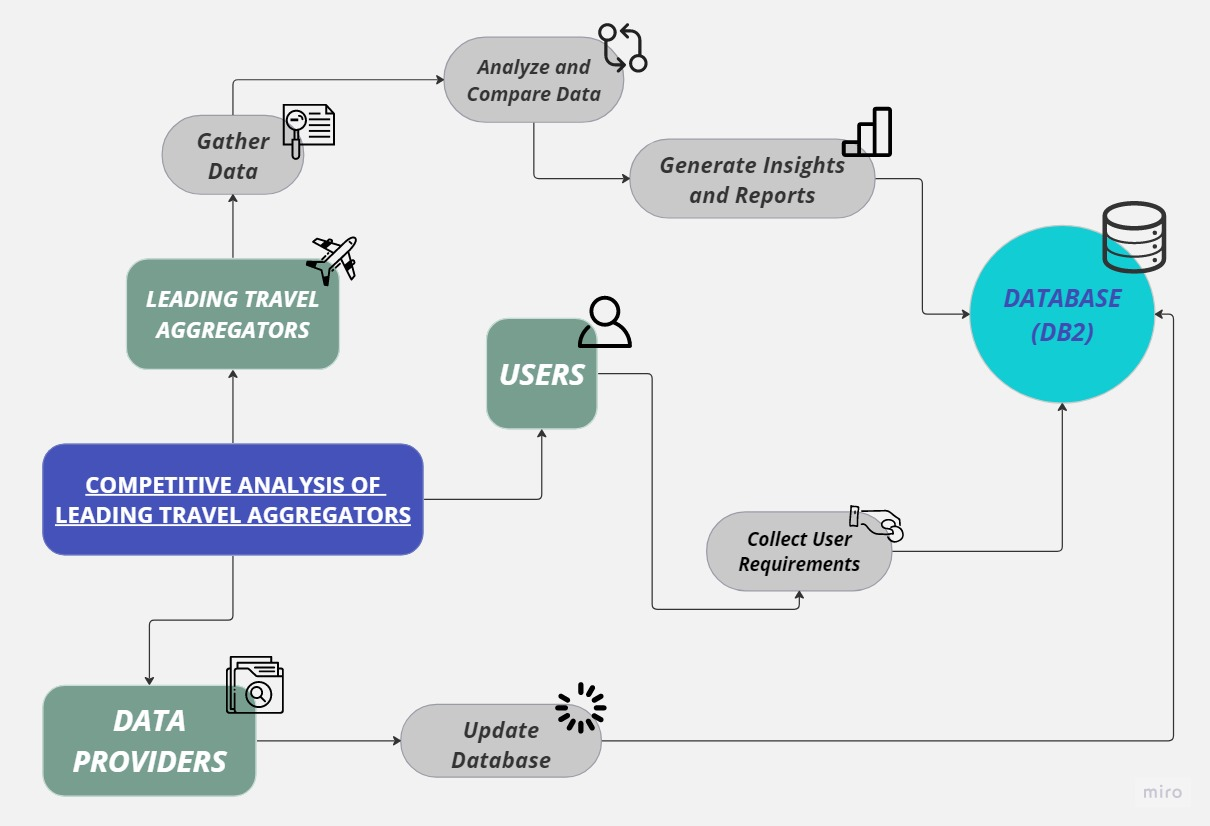 Analyze and
Compare Data
Gather
Data
Generate Insights
and Reports
LEADING TRAVEL
AGGREGATORS
DATABASE
(DB2)
USERS
COMPETITIVE ANALYSIS OF
LEADING TRAVEL AGGREGATORS
Collect User
Requirements
DATA
PROVIDERS
Update
Database
miro